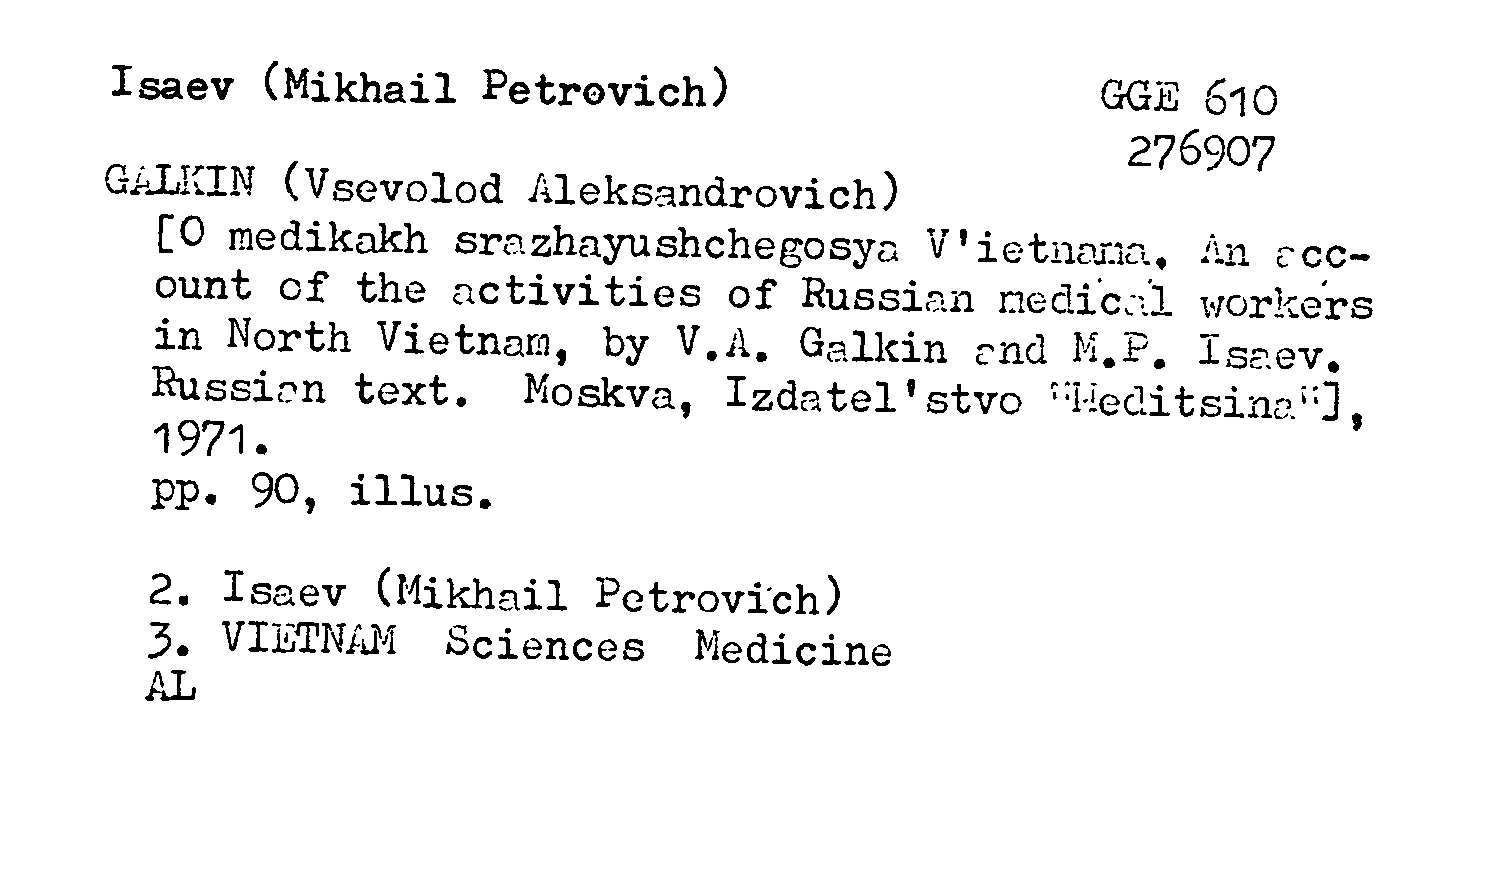 Isaev (Mikhail Petrovich)
GGE 610
276907
GALKIN (Vsevolod Aleksandrovich)
[O medikakh srazhayushchegosya V'ietnama. An acc-
ount of the activities of Russian medical workers
in North Vietnam, by V.A. Galkin and M.P. Isaev.
Russian text. Moskva, Izdatel'stvo "Meditsina"],
1971.
pp. 90, illus.
2. Isaev (Mikhail Petrovich)
3. VIETNAM Sciences Medicine
AL